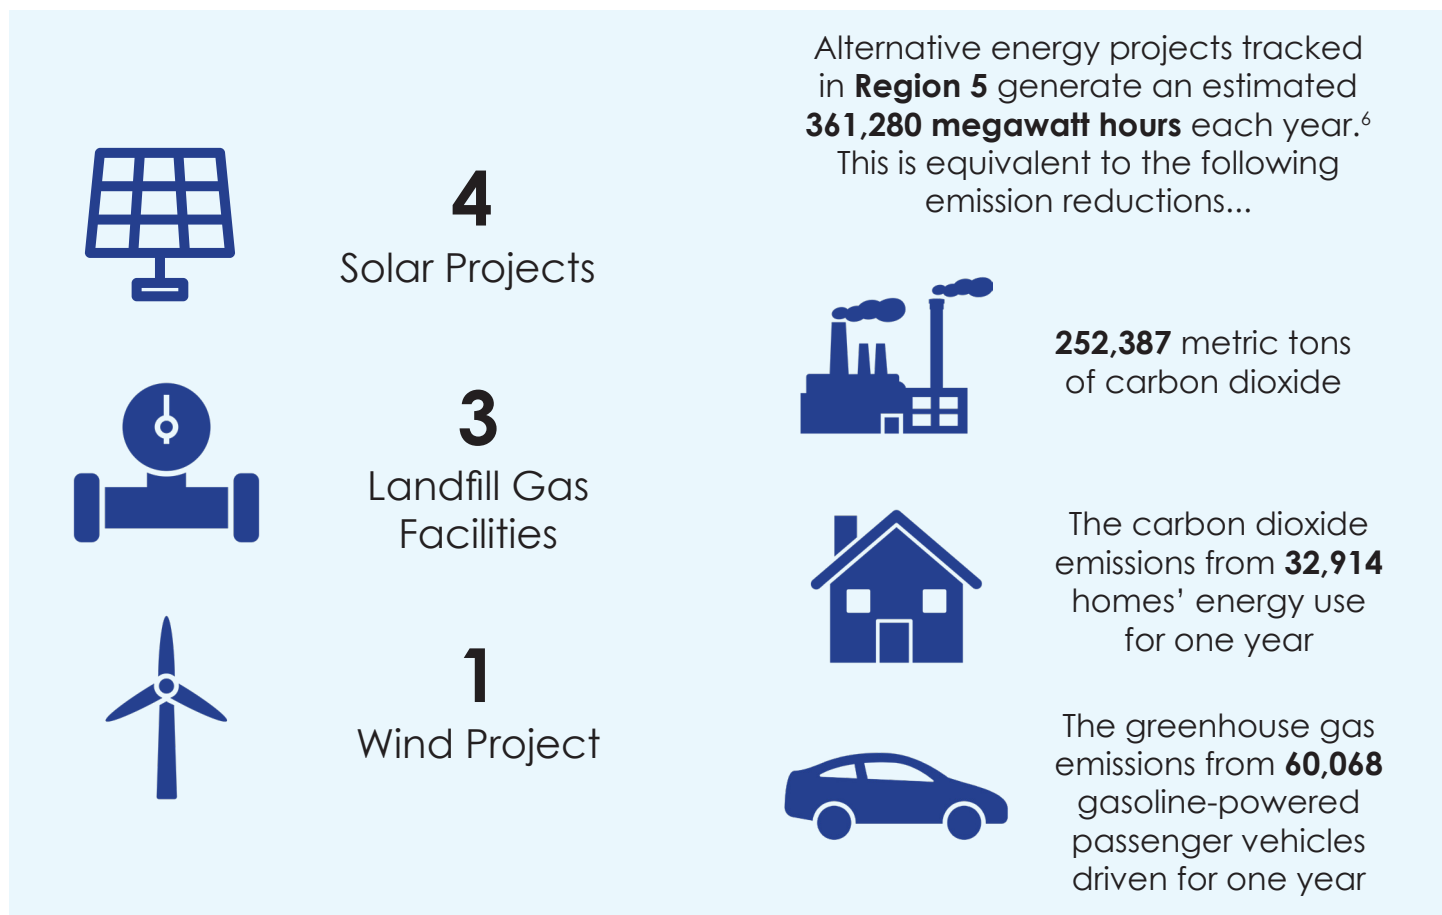 4
Solar Projects
3
Landfill Gas
Facilities
1
Wind Project
Alternative energy projects tracked
in Region 5 generate an estimated
361,280 megawatt hours each year.⁶
This is equivalent to the following
emission reductions...
252,387 metric tons
of carbon dioxide
The carbon dioxide
emissions from 32,914
homes’ energy use
for one year
The greenhouse gas
emissions from 60,068
gasoline-powered
passenger vehicles
driven for one year